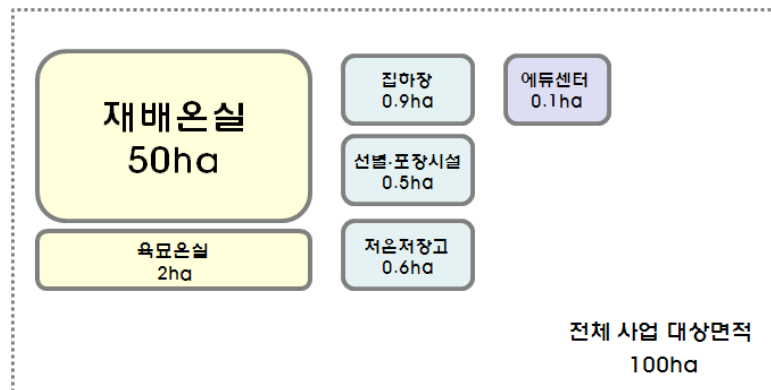 재배온실
50ha
육묘온실
2ha
집하장
0.9ha
선별·포장시설
0.5ha
저온저장고
0.6ha
에듀센터
0.1ha
전체 사업 대상면적
100ha